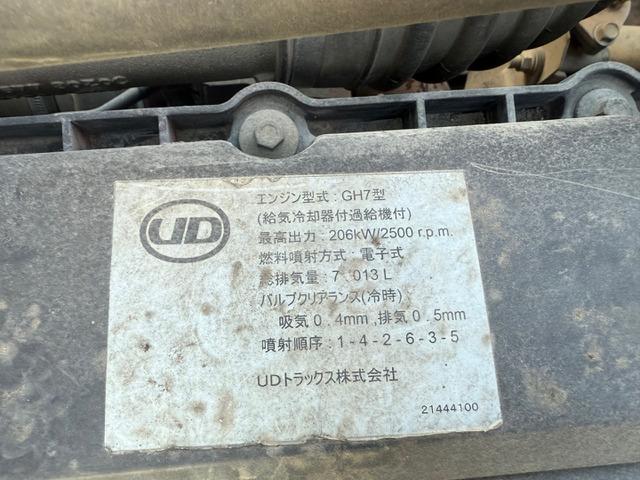 UD
エンジン型式 : GH7型
(給気冷却器付過給機付)
最高出力 : 206kW/2500 r.p.m.
燃料噴射方式 : 電子式
総排気量 : 7 013 L
バルブクリアランス(冷時)
吸気0.4mm ,排気0.5mm
噴射順序 : 1-4-2-6-3-5
UDトラックス株式会社
21444100